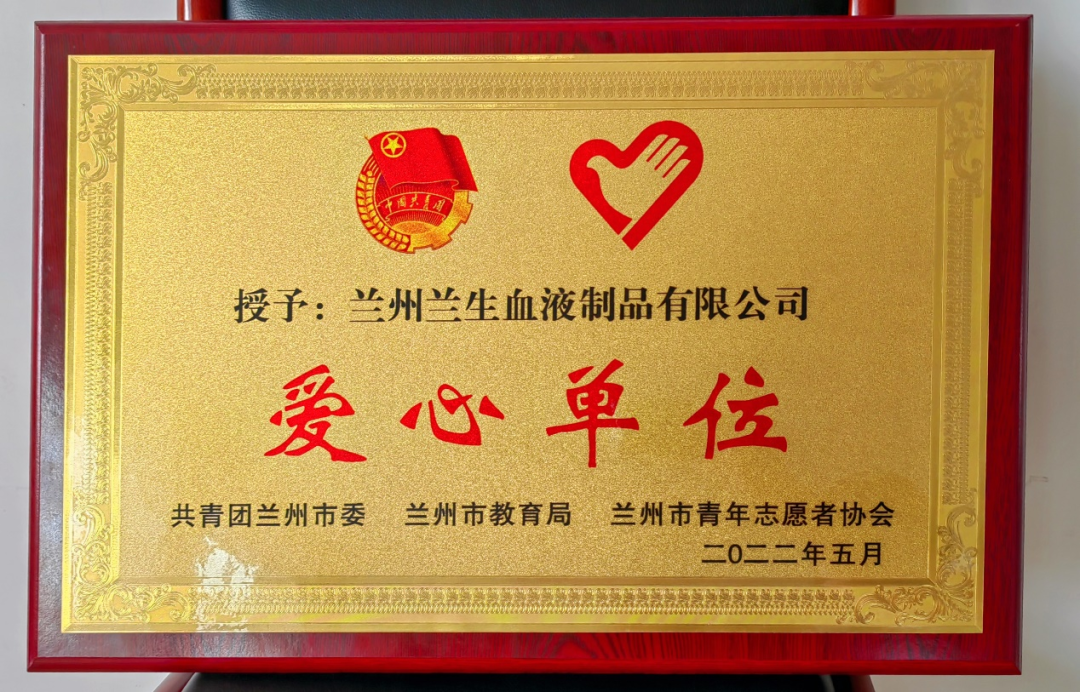 中国共青团
授予：兰州兰生血液制品有限公司
爱心单位
共青团兰州市委 兰州市教育局 兰州市青年志愿者协会
二〇二二年五月